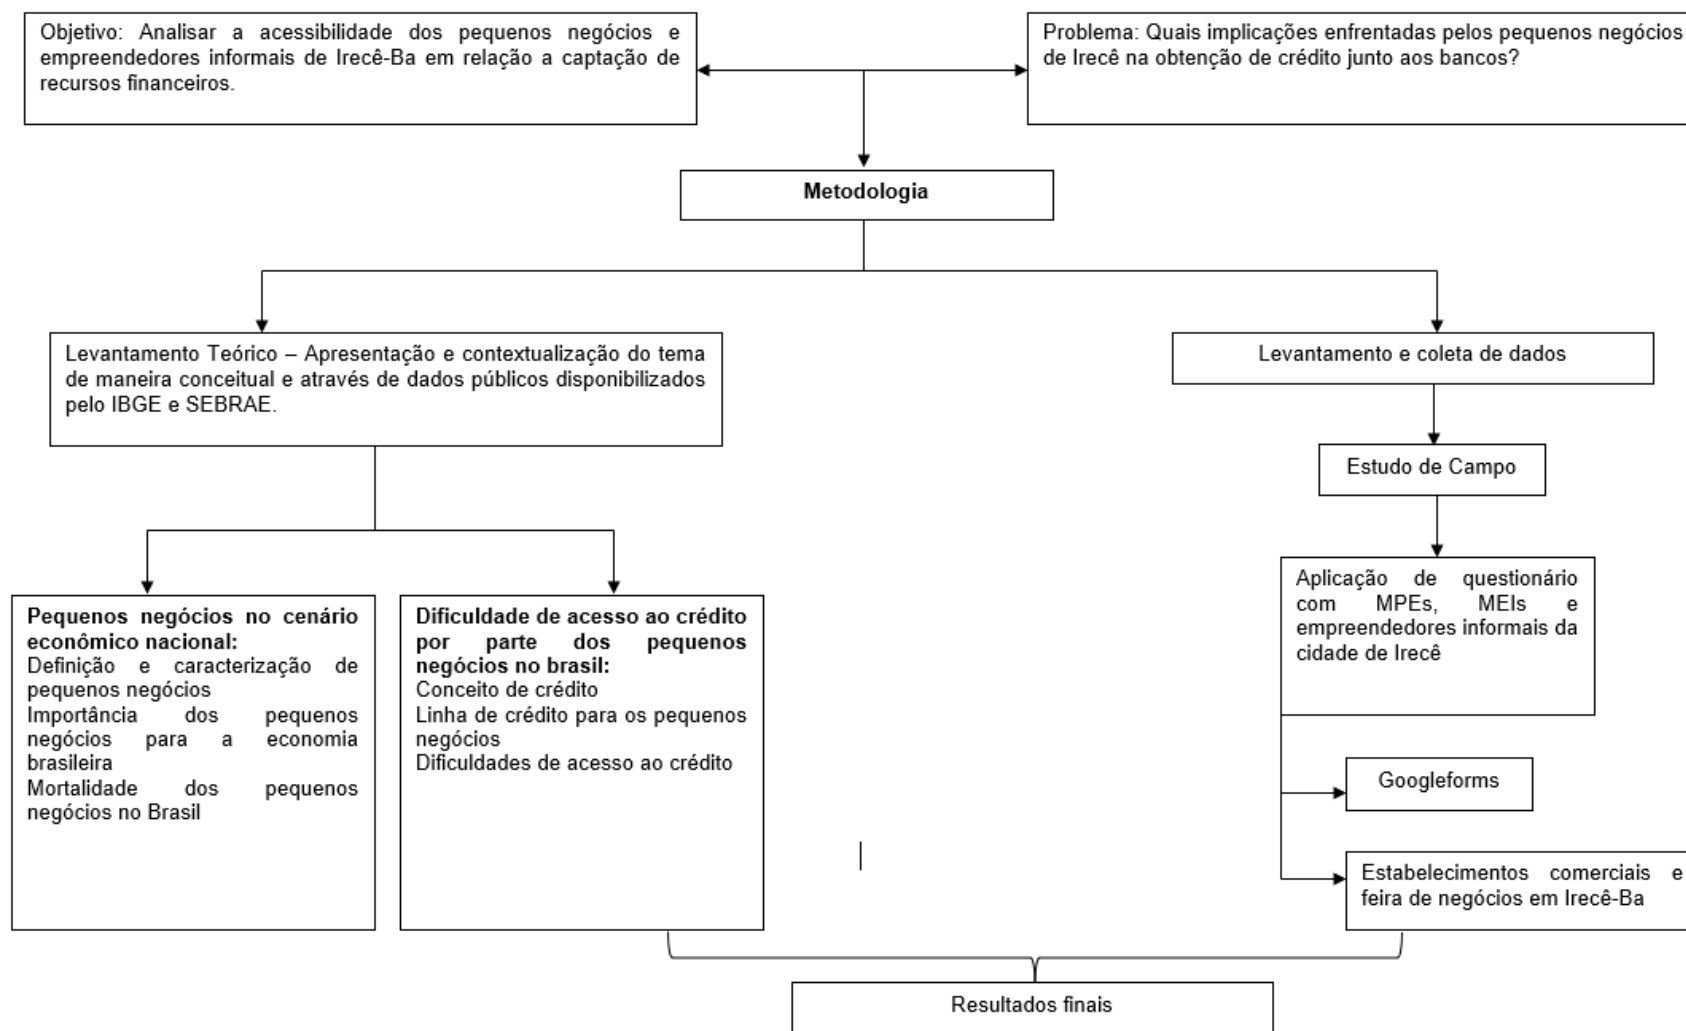 Objetivo: Analisar a acessibilidade dos pequenos negócios e
empreendedores informais de Irecê-Ba em relação a captação de
recursos financeiros.
Problema: Quais implicações enfrentadas pelos pequenos negócios
de Irecê na obtenção de crédito junto aos bancos?
Metodologia
Levantamento Teórico – Apresentação e contextualização do tema
de maneira conceitual e através de dados públicos disponibilizados
pelo IBGE e SEBRAE.
Levantamento e coleta de dados
Estudo de Campo
Pequenos negócios no cenário
econômico nacional:
Definição e caracterização de
pequenos negócios
Importância dos pequenos
negócios para a economia
brasileira
Mortalidade dos pequenos
negócios no Brasil
Dificuldade de acesso ao crédito
por parte dos pequenos
negócios no brasil:
Conceito de crédito
Linha de crédito para os pequenos
negócios
Dificuldades de acesso ao crédito
Aplicação de questionário
com MPEs, MEIs e
empreendedores informais da
cidade de Irecê
Googleforms
Estabelecimentos comerciais e
feira de negócios em Irecê-Ba
Resultados finais